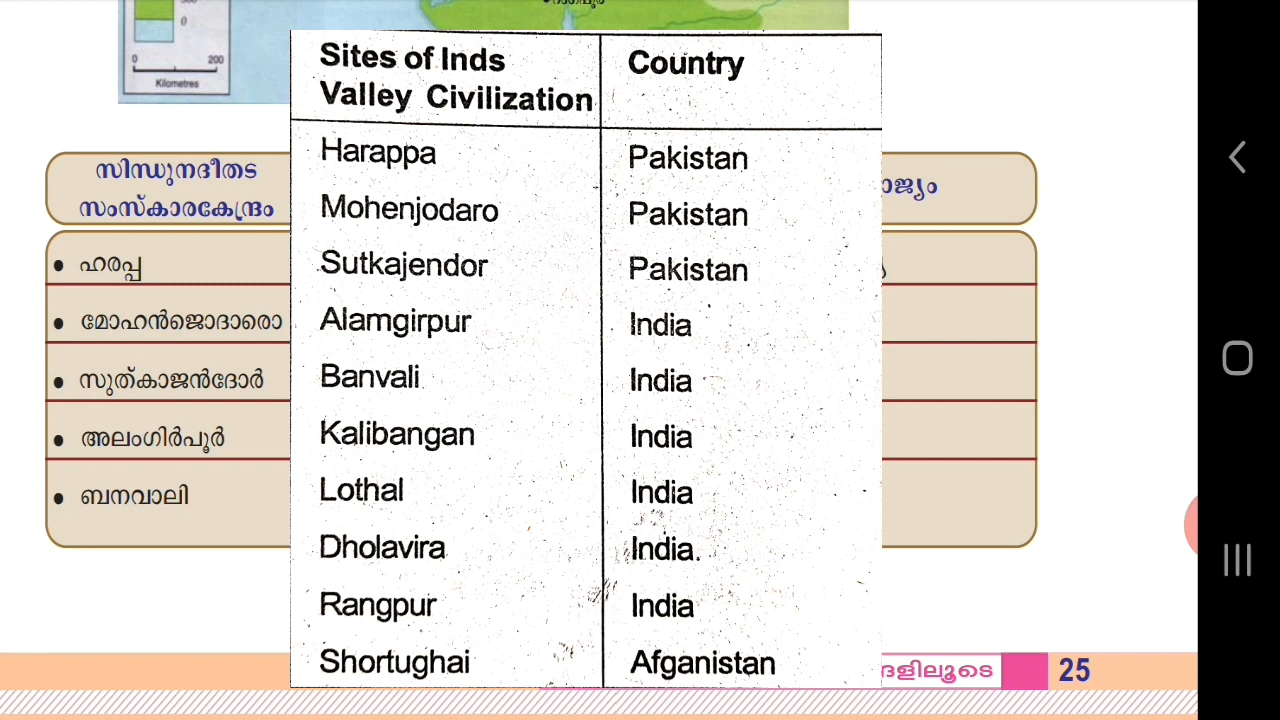 0
0 200
Kilometres
Sites of Inds Country
Valley Civilization
Harappa Pakistan
Mohenjodaro Pakistan
Sutkajendor Pakistan
Alamgirpur India
Banvali India
Kalibangan India
Lothal India
Dholavira India.
Rangpur India
Shortughai Afganistan
സിന്ധുനദീതട
സംസ്കാരകേന്ദ്രം
• ഹരപ്പ
• മോഹൻജൊദാരൊ
• സുത്കാജൻദോർ
• അലംഗിർപൂർ
• ബനവാലി
25